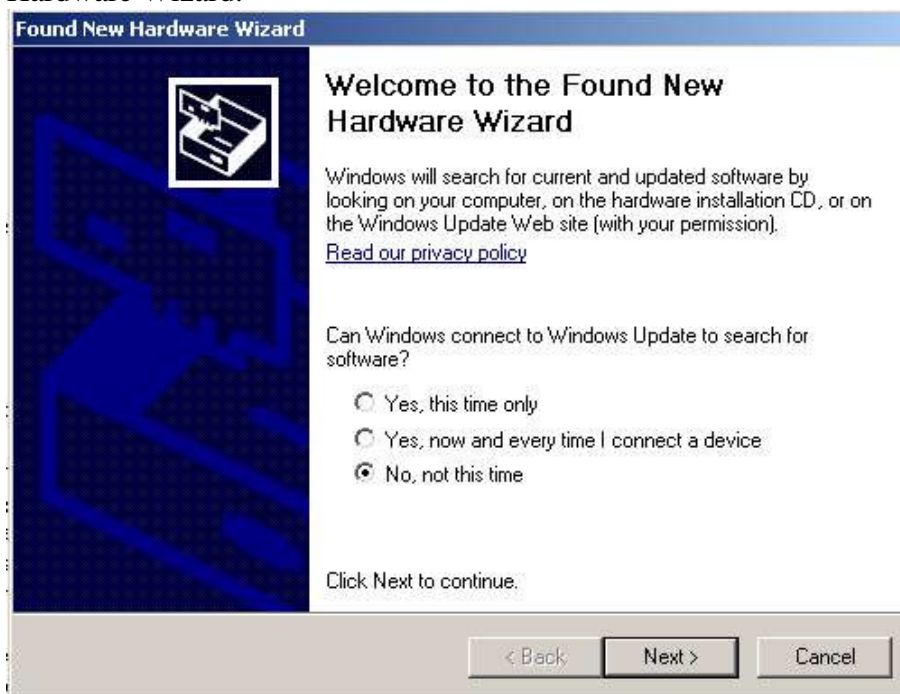 Found New Hardware Wizard
Welcome to the Found New
Hardware Wizard
Windows will search for current and updated software by
looking on your computer, on the hardware installation CD, or on
the Windows Update Web site (with your permission).
Read our privacy policy
Can Windows connect to Windows Update to search for
software?
Yes, this time only
Yes, now and every time I connect a device
No, not this time
Click Next to continue.
< Back
Next >
Cancel